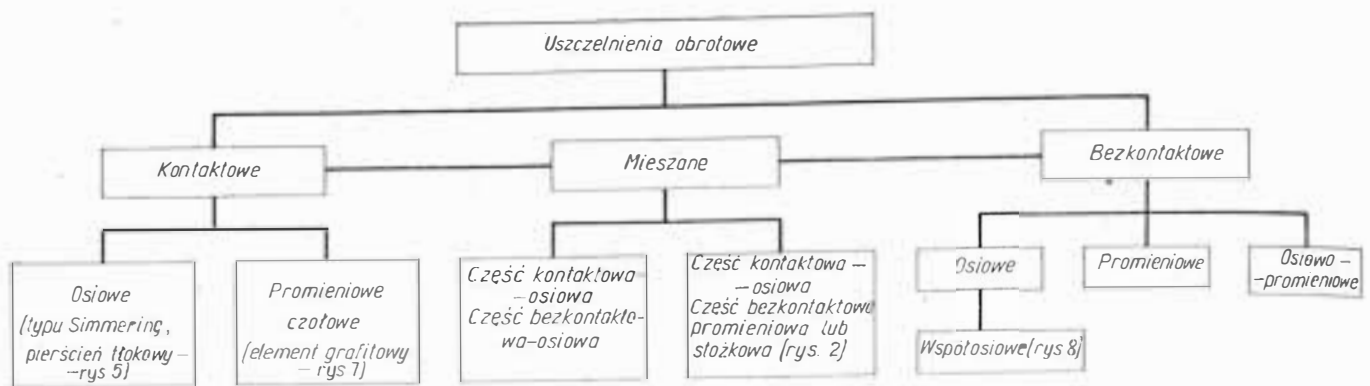 Uszczelnienia obrotowe
Kontaktowe
Mieszane
Bezkontaktowe
Osiowe
(typu Simmering,
pierścień tłokowy –
– rys 5)
Promieniowe
czołowe
(element grafitowy
– rys 7)
Część kontaktowa –
– osiowa
Część bezkontakto-
wa-osiowa
Część kontaktowa –
– osiowa
Część bezkontaktowo
promieniowa lub
stożkowa (rys. 2)
Osiowe
Promieniowe
Osiowo –
-promieniowe
Współosiowe (rys 8)